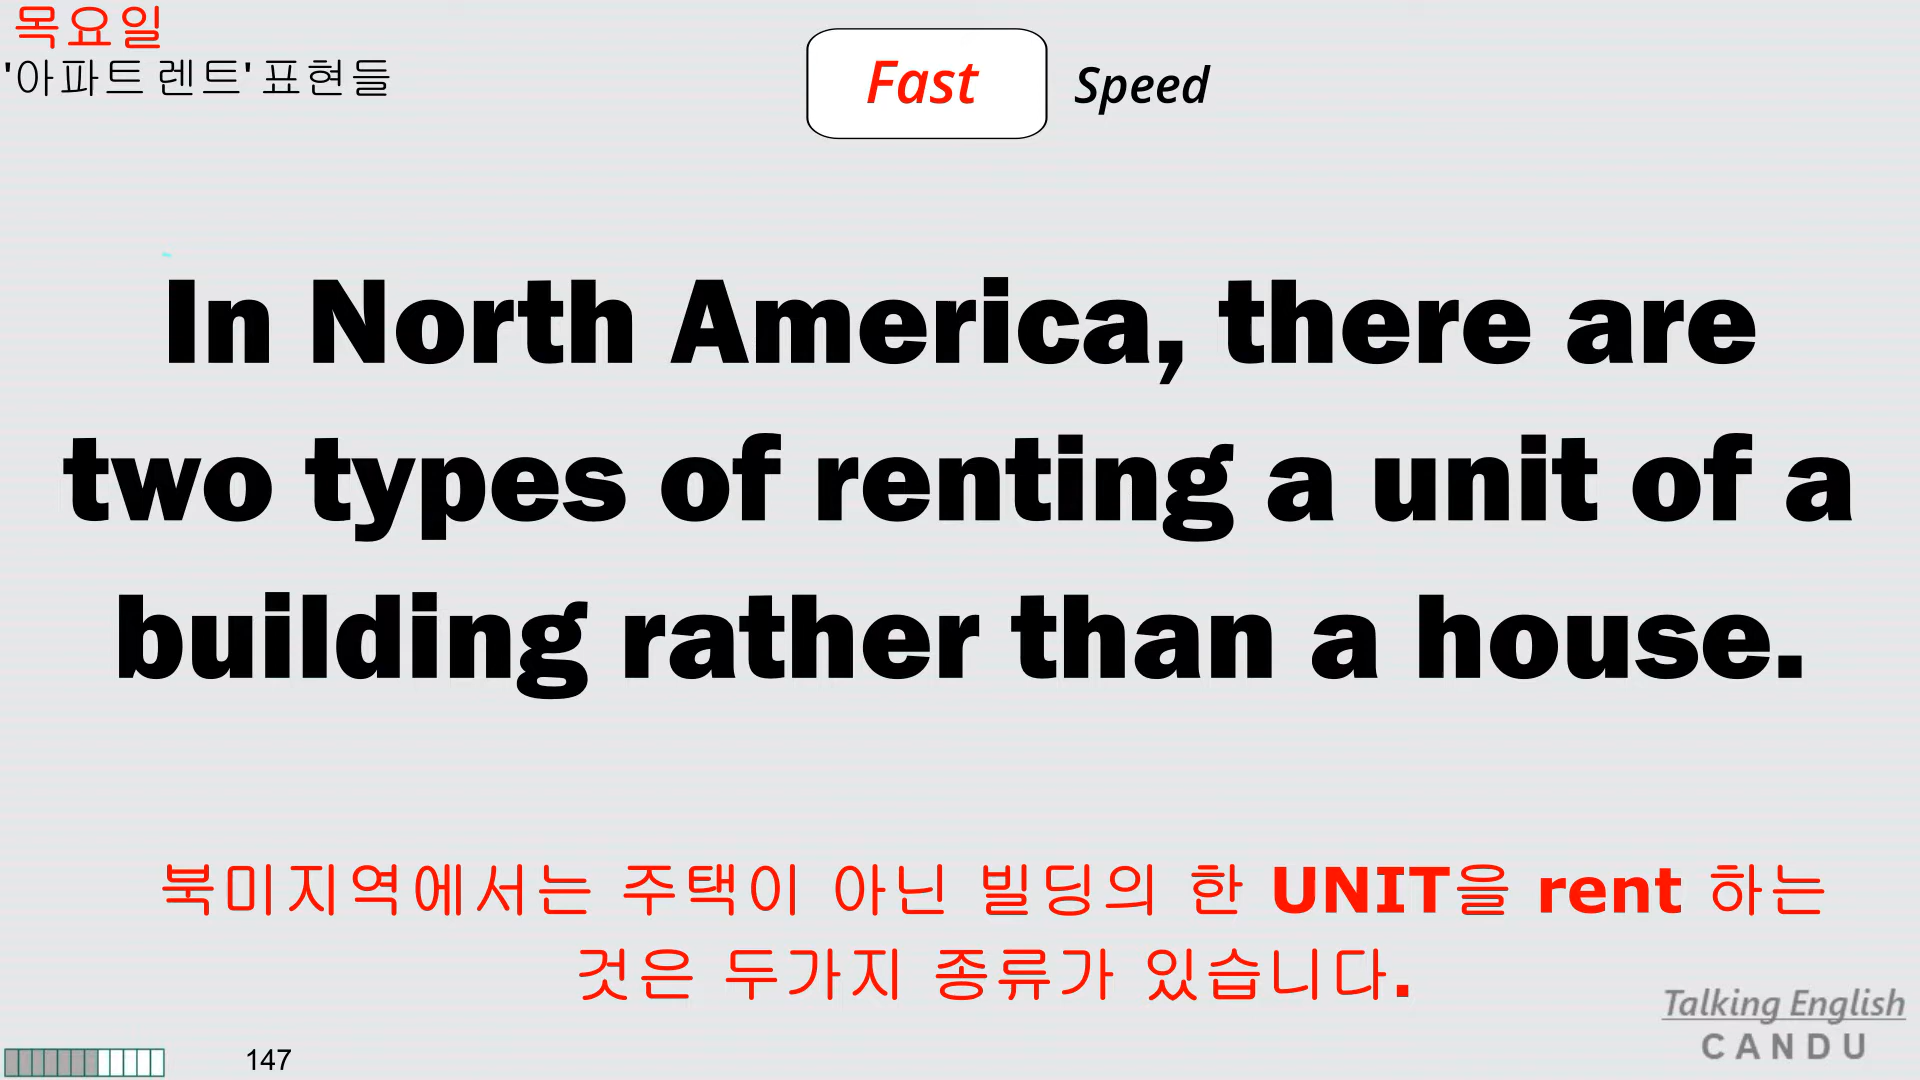 목요일
'아파트 렌트' 표현들
Fast Speed
In North America, there are
two types of renting a unit of a
building rather than a house.
북미지역에서는 주택이 아닌 빌딩의 한 UNIT을 rent 하는
것은 두가지 종류가 있습니다.
Talking English
CANDU
147